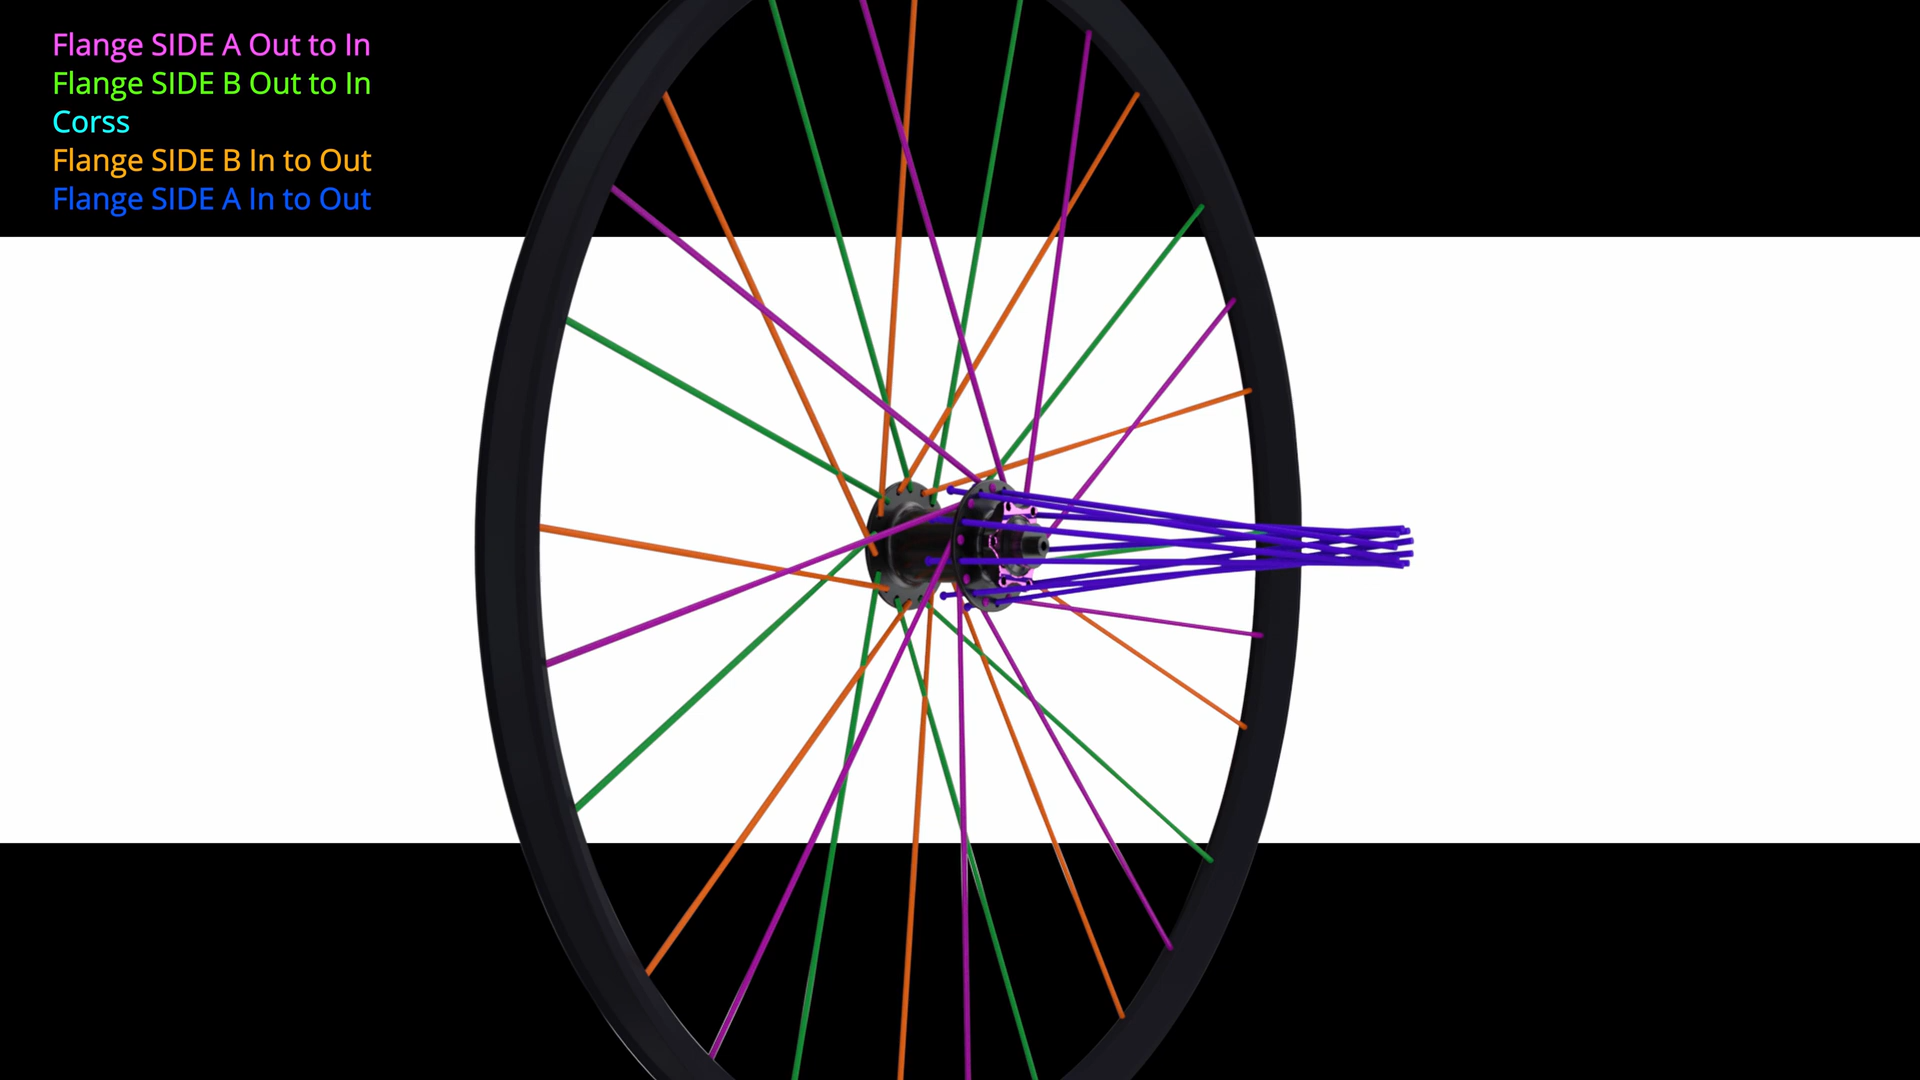 Flange SIDE A Out to In
Flange SIDE B Out to In
Corss
Flange SIDE B In to Out
Flange SIDE A In to Out